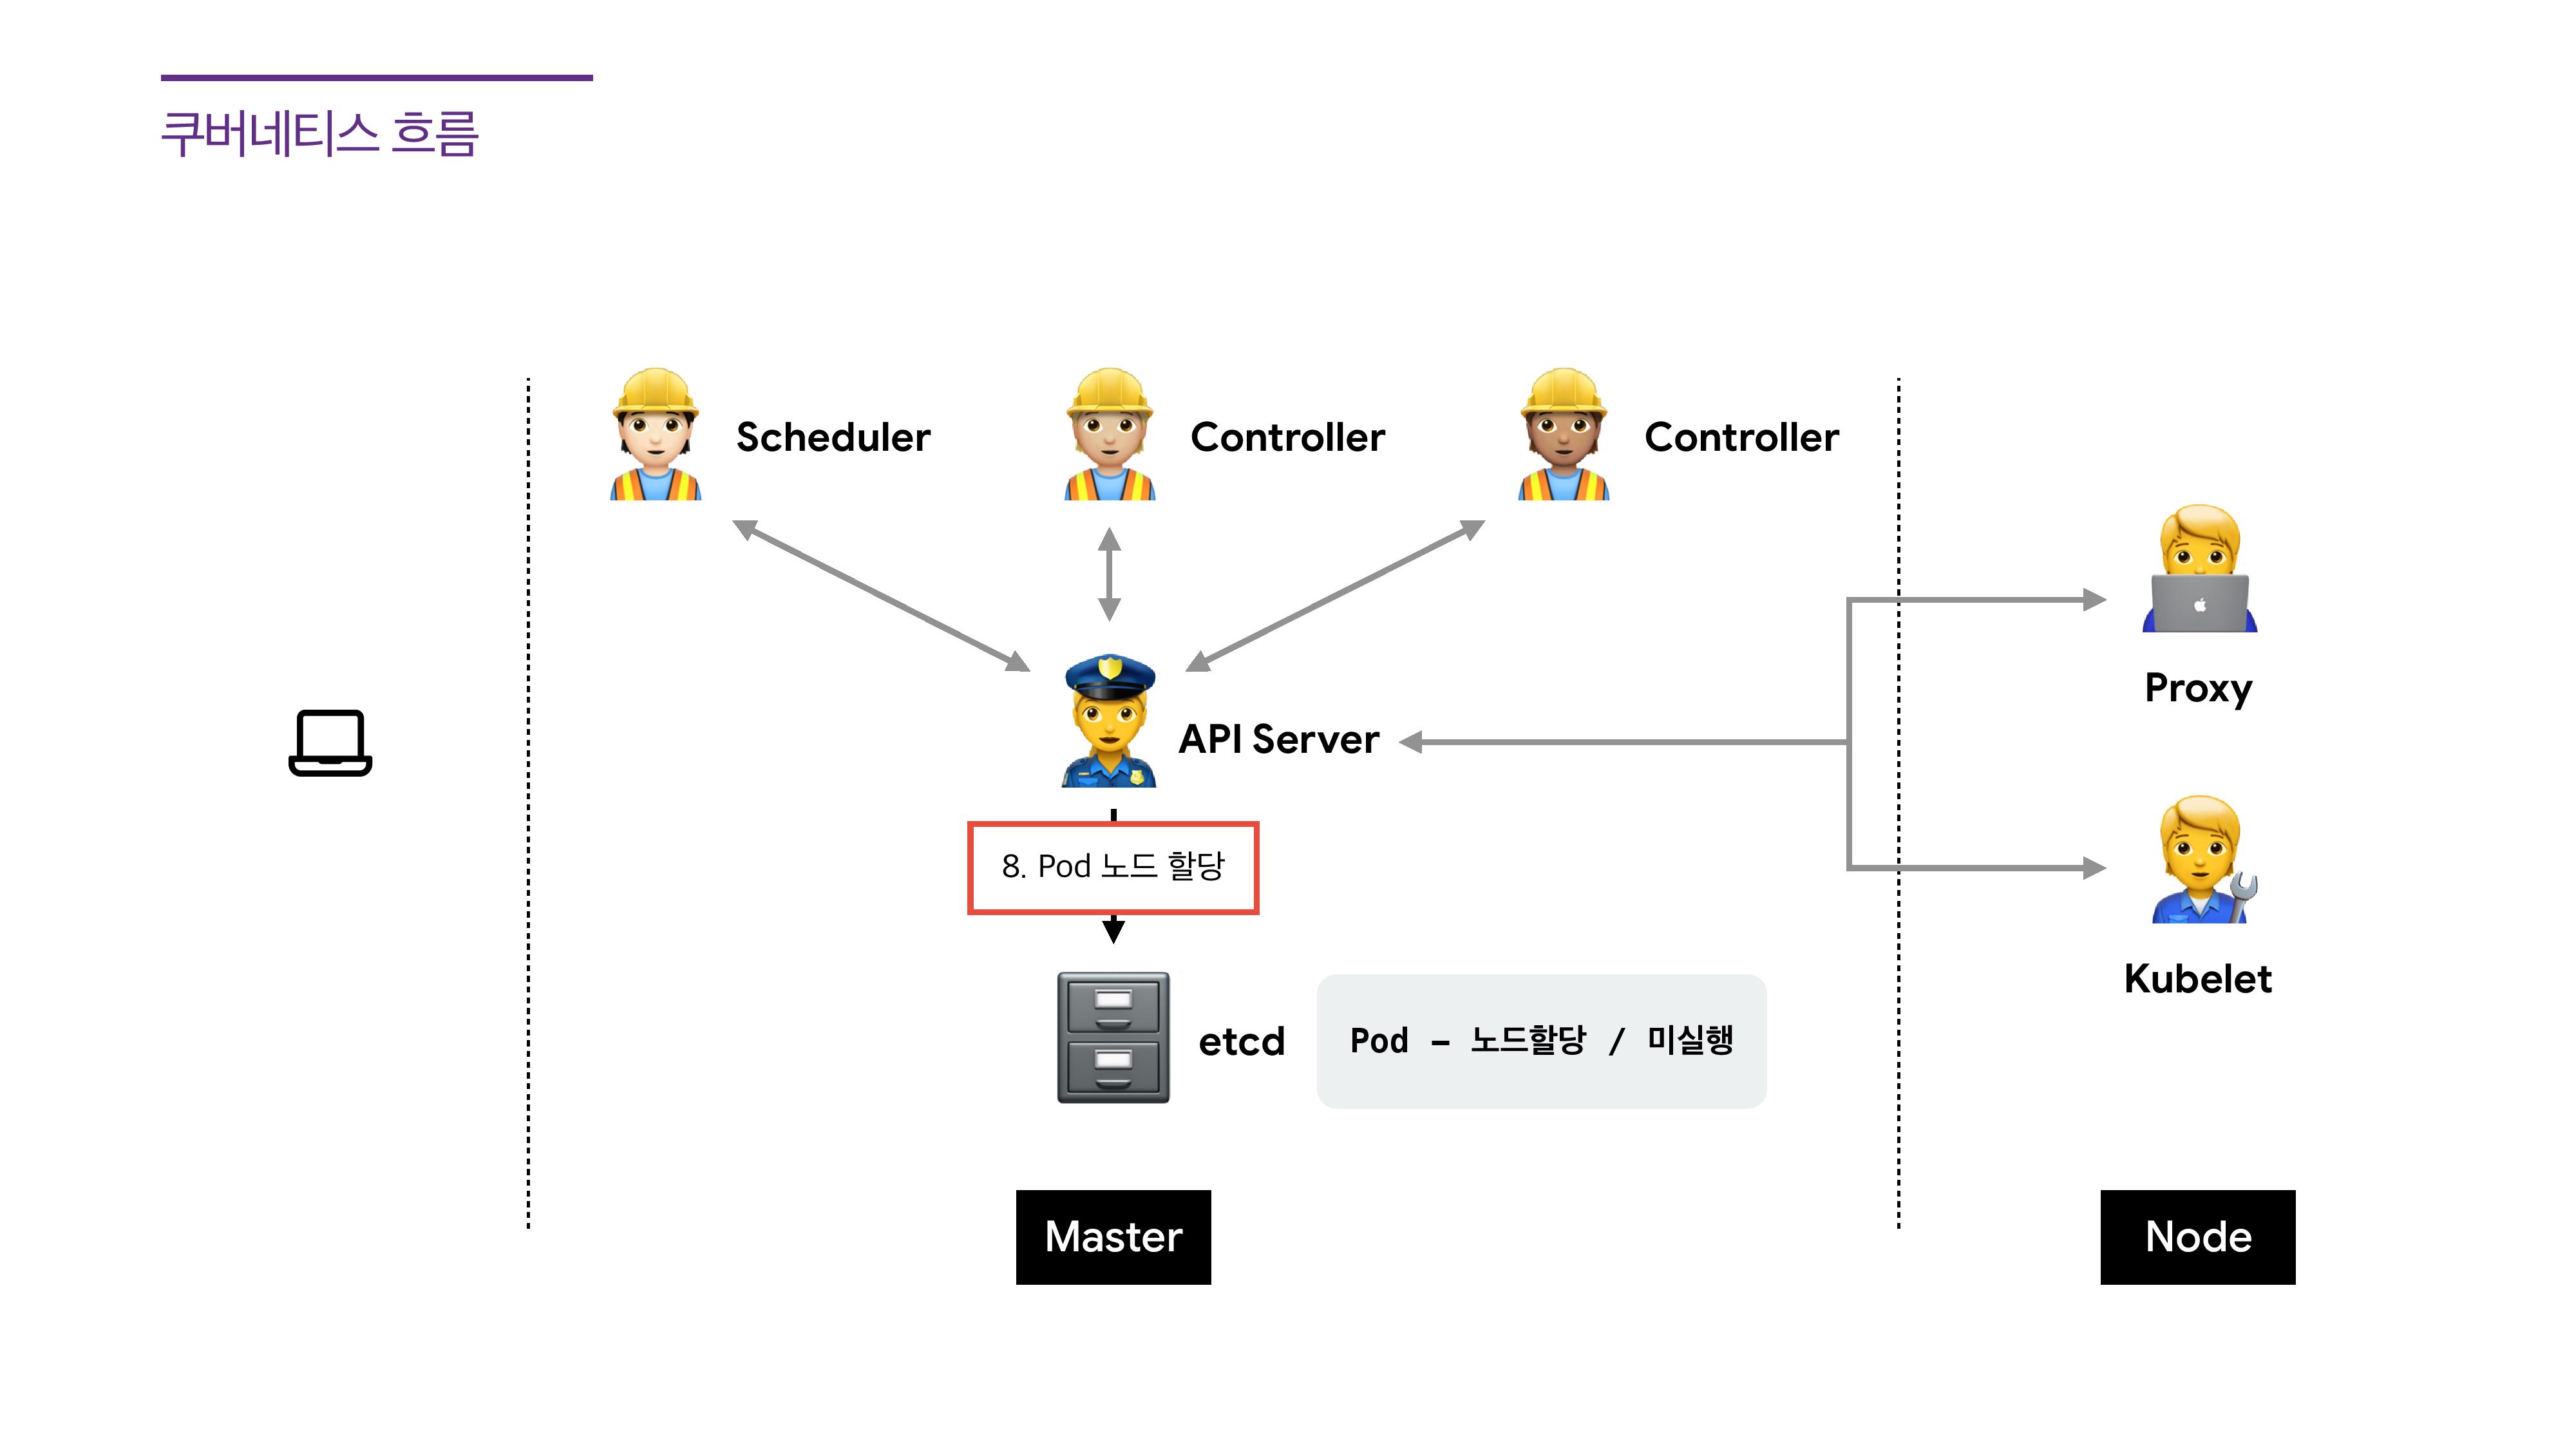 쿠버네티스 흐름
Scheduler
Controller
Controller
Proxy
API Server
8. Pod 노드 할당
Kubelet
etcd
Pod - 노드할당 / 미실행
Master
Node